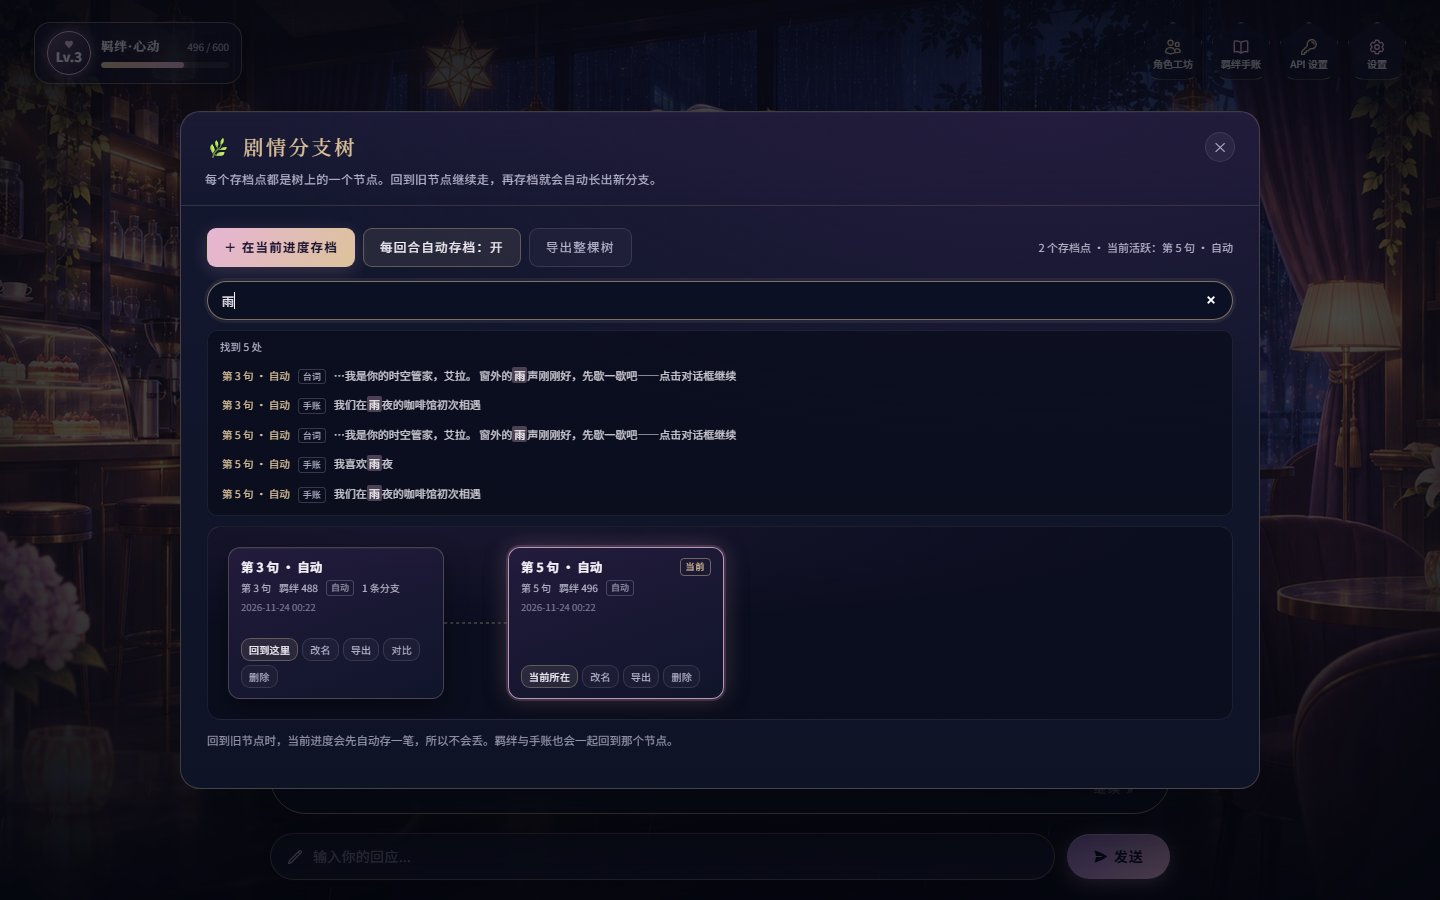 Lv.3
羁绊·心动 496 / 600
角色工坊 羁绊手账 API 设置 设置
剧情分支树
每个存档点都是树上的一个节点。回到旧节点继续走，再存档就会自动长出新分支。
＋ 在当前进度存档 每回合自动存档：开 导出整棵树 2 个存档点 · 当前活跃：第 5 句 · 自动
雨
找到 5 处
第 3 句 · 自动 台词 …我是你的时空管家，艾拉。 窗外的雨声刚刚好，先歇一歇吧——点击对话框继续
第 3 句 · 自动 手账 我们在雨夜的咖啡馆初次相遇
第 5 句 · 自动 台词 …我是你的时空管家，艾拉。 窗外的雨声刚刚好，先歇一歇吧——点击对话框继续
第 5 句 · 自动 手账 我喜欢雨夜
第 5 句 · 自动 手账 我们在雨夜的咖啡馆初次相遇
第 3 句 · 自动
第 3 句 羁绊 488 自动 1 条分支
2026-11-24 00:22
回到这里 改名 导出 对比
删除
第 5 句 · 自动 当前
第 5 句 羁绊 496 自动
2026-11-24 00:22
当前所在 改名 导出 删除
回到旧节点时，当前进度会先自动存一笔，所以不会丢。羁绊与手账也会一起回到那个节点。
输入你的回应... 发送